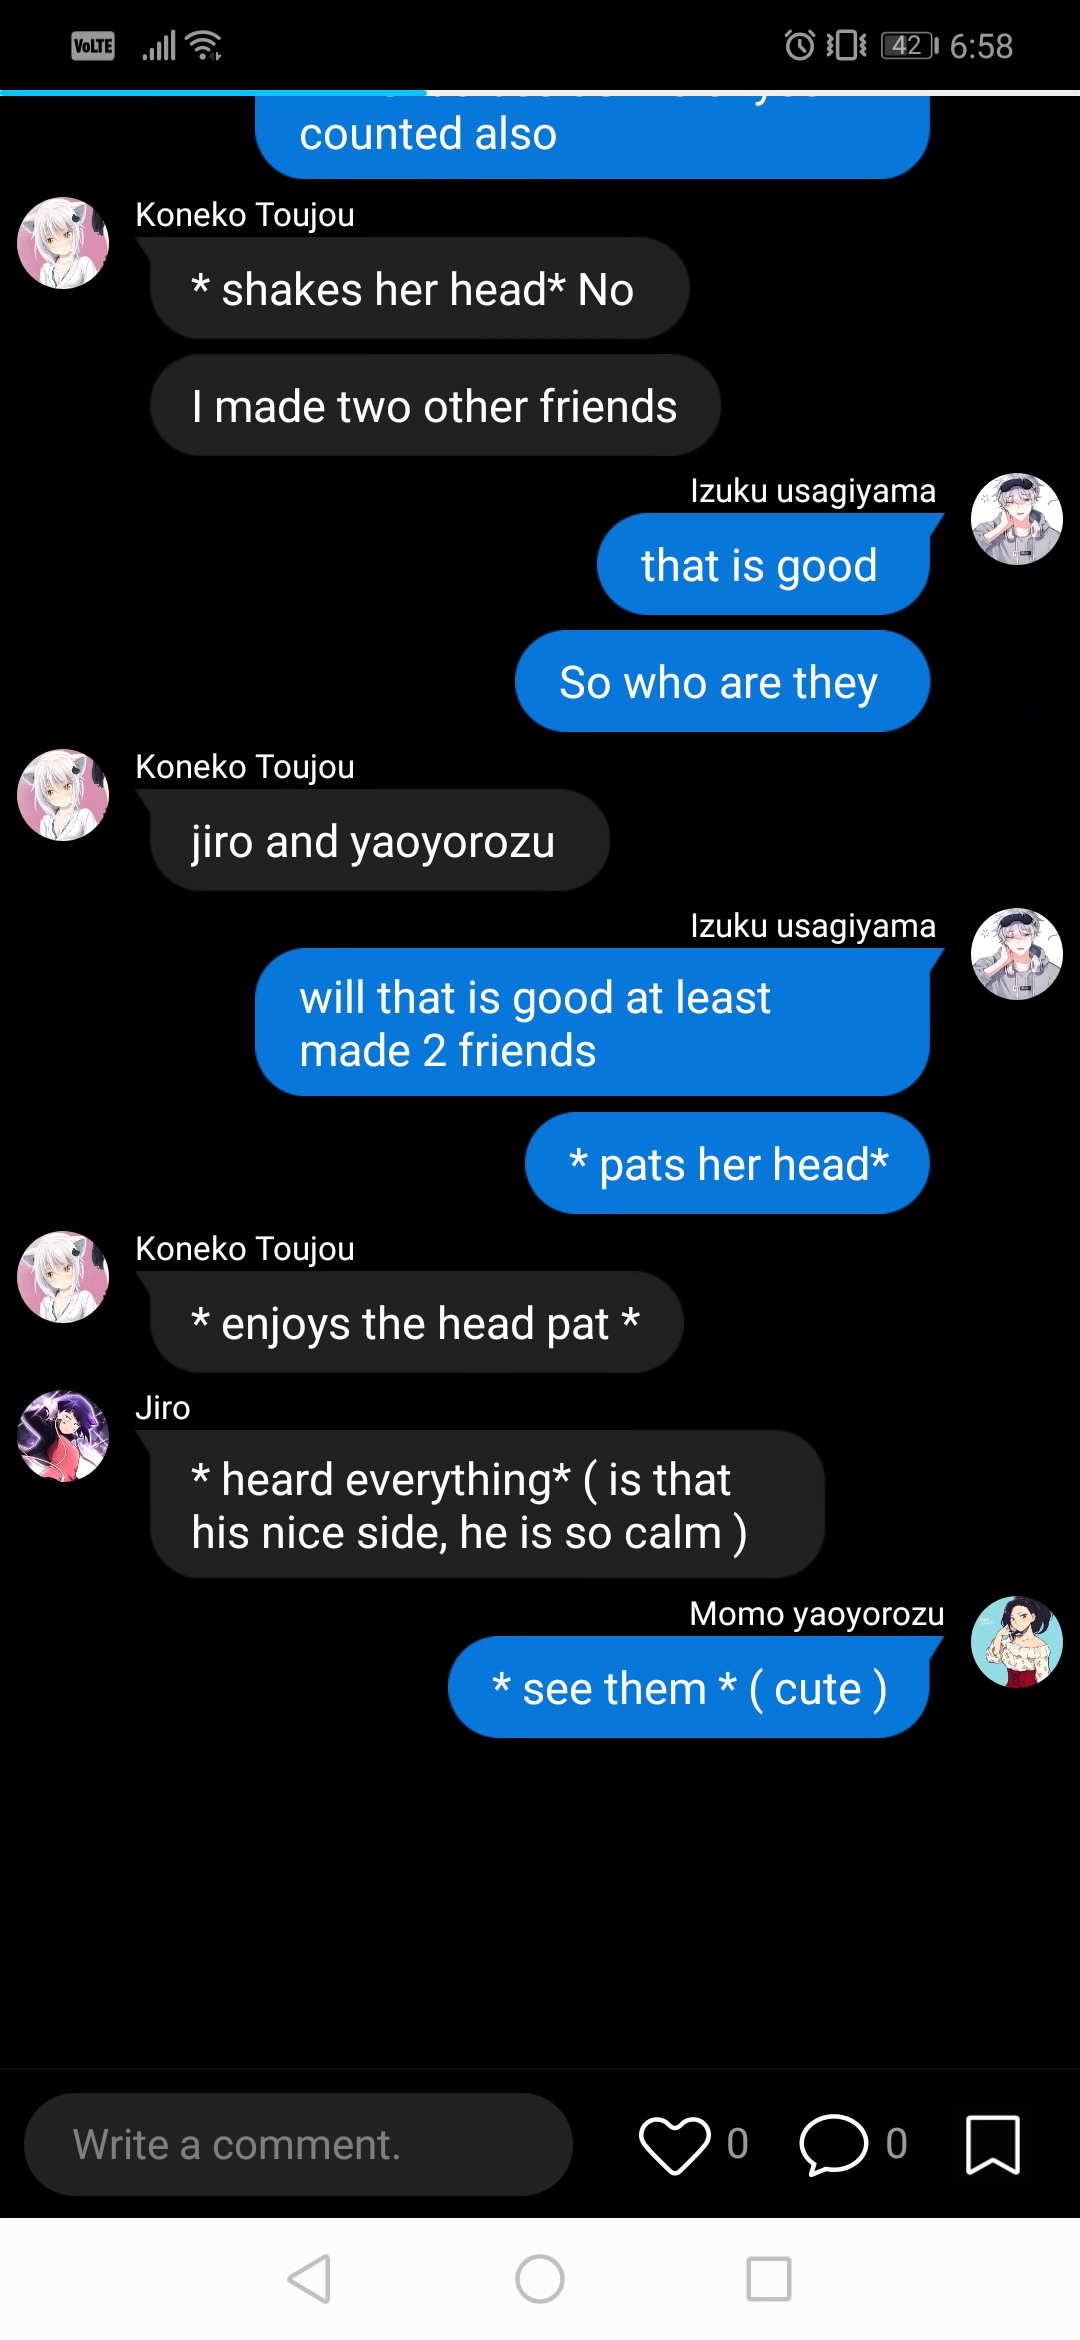 VoLTE
42
6:58
counted also
Koneko Toujou
* shakes her head* No
I made two other friends
Izuku usagiyama
that is good
So who are they
Koneko Toujou
jiro and yaoyorozu
Izuku usagiyama
will that is good at least
made 2 friends
* pats her head*
Koneko Toujou
* enjoys the head pat *
Jiro
* heard everything* ( is that
his nice side, he is so calm )
Momo yaoyorozu
* see them * ( cute )
Write a comment.
0
0